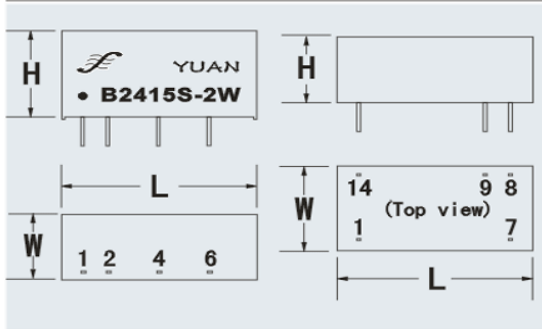 H
YUAN
• B2415S-2W
L
W
1 2 4 6
H
14 9 8
W
(Top view)
1 7
L